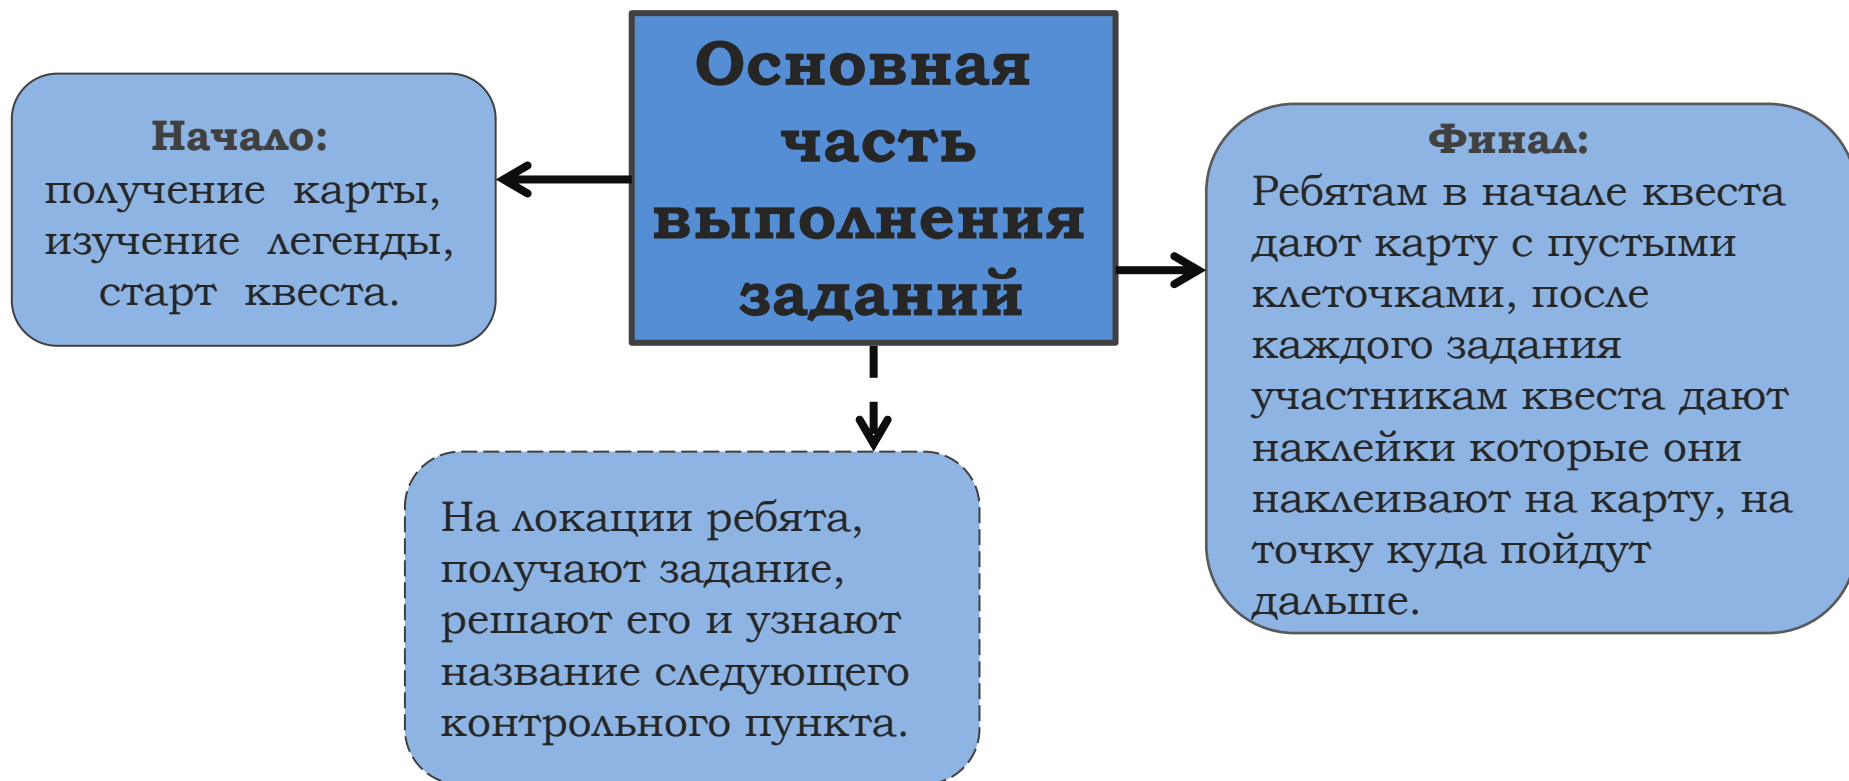 Основная
часть
выполнения
заданий
Начало:
получение карты,
изучение легенды,
старт квеста.
Финал:
Ребятам в начале квеста
дают карту с пустыми
клеточками, после
каждого задания
участникам квеста дают
наклейки которые они
наклеивают на карту, на
точку куда пойдут
дальше.
На локации ребята,
получают задание,
решают его и узнают
название следующего
контрольного пункта.